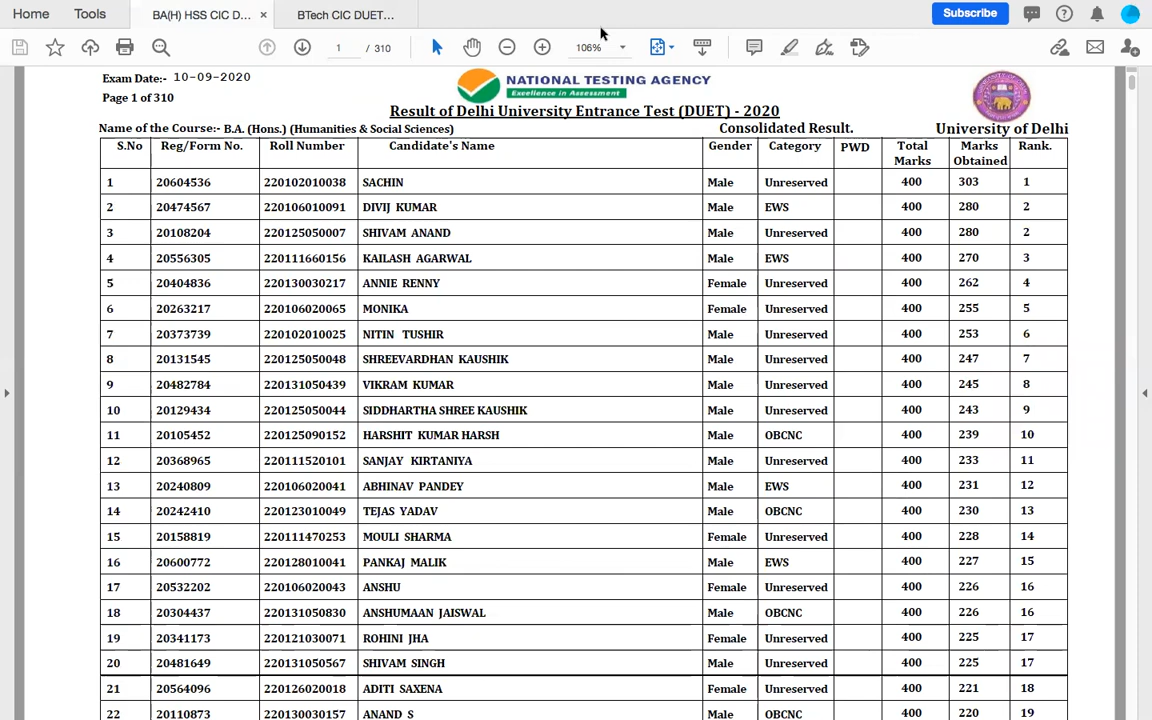 Home Tools BA(H) HSS CIC D... × BTech CIC DUET... Subscribe
1 / 310 106%
Exam Date:- 10-09-2020
Page 1 of 310
NATIONAL TESTING AGENCY
Excellence in Assessment
Result of Delhi University Entrance Test (DUET) - 2020
Name of the Course:- B.A. (Hons.) (Humanities & Social Sciences) Consolidated Result. University of Delhi
S.No Reg/Form No. Roll Number Candidate's Name Gender Category PWD Total Marks Marks Obtained Rank.
1 20604536 220102010038 SACHIN Male Unreserved 400 303 1
2 20474567 220106010091 DIVIJ KUMAR Male EWS 400 280 2
3 20108204 220125050007 SHIVAM ANAND Male Unreserved 400 280 2
4 20556305 220111660156 KAILASH AGARWAL Male EWS 400 270 3
5 20404836 220130030217 ANNIE RENNY Female Unreserved 400 262 4
6 20263217 220106020065 MONIKA Female Unreserved 400 255 5
7 20373739 220102010025 NITIN TUSHIR Male Unreserved 400 253 6
8 20131545 220125050048 SHREEVARDHAN KAUSHIK Male Unreserved 400 247 7
9 20482784 220131050439 VIKRAM KUMAR Male Unreserved 400 245 8
10 20129434 220125050044 SIDDHARTHA SHREE KAUSHIK Male Unreserved 400 243 9
11 20105452 220125090152 HARSHIT KUMAR HARSH Male OBCNC 400 239 10
12 20368965 220111520101 SANJAY KIRTANIYA Male Unreserved 400 233 11
13 20240809 220106020041 ABHINAV PANDEY Male EWS 400 231 12
14 20242410 220123010049 TEJAS YADAV Male OBCNC 400 230 13
15 20158819 220111470253 MOULI SHARMA Female Unreserved 400 228 14
16 20600772 220128010041 PANKAJ MALIK Male EWS 400 227 15
17 20532202 220106020043 ANSHU Female Unreserved 400 226 16
18 20304437 220131050830 ANSHUMAAN JAISWAL Male OBCNC 400 226 16
19 20341173 220121030071 ROHINI JHA Female Unreserved 400 225 17
20 20481649 220131050567 SHIVAM SINGH Male Unreserved 400 225 17
21 20564096 220126020018 ADITI SAXENA Female Unreserved 400 221 18
22 20110873 220130030157 ANAND S Male OBCNC 400 220 19